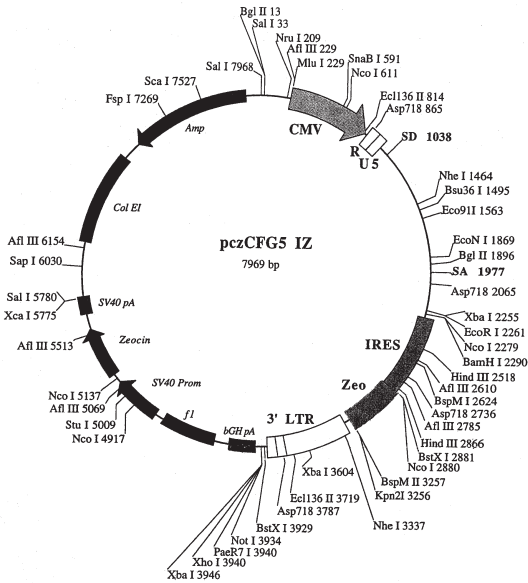 Bgl II 13
Sal I 33
Nru I 209
Afl III 229
Mlu I 229
SnaB I 591
Nco I 611
Ecl136 II 814
Asp718 865
SD 1038
Nhe I 1464
Bsu36 I 1495
Eco91I 1563
EcoN I 1869
Bgl II 1896
SA 1977
Asp718 2065
Xba I 2255
EcoR I 2261
Nco I 2279
BamH I 2290
Hind III 2518
Afl III 2610
BspM I 2624
Asp718 2736
Afl III 2785
Hind III 2866
BstX I 2881
Nco I 2880
BspM II 3257
Kpn2I 3256
Nhe I 3337
Xba I 3604
Ecl136 II 3719
Asp718 3787
BstX I 3929
Not I 3934
PaeR7 I 3940
Xho I 3940
Xba I 3946
Nco I 4917
Stu I 5009
Afl III 5069
Nco I 5137
Afl III 5513
Xca I 5775
Sal I 5780
Sap I 6030
Afl III 6154
Fsp I 7269
Sca I 7527
Sal I 7968
CMV
R
U 5
IRES
Zeo
3' LTR
bGH pA
f1
SV40 Prom
Zeocin
SV40 pA
Col EI
Amp
pczCFG5 IZ
7969 bp